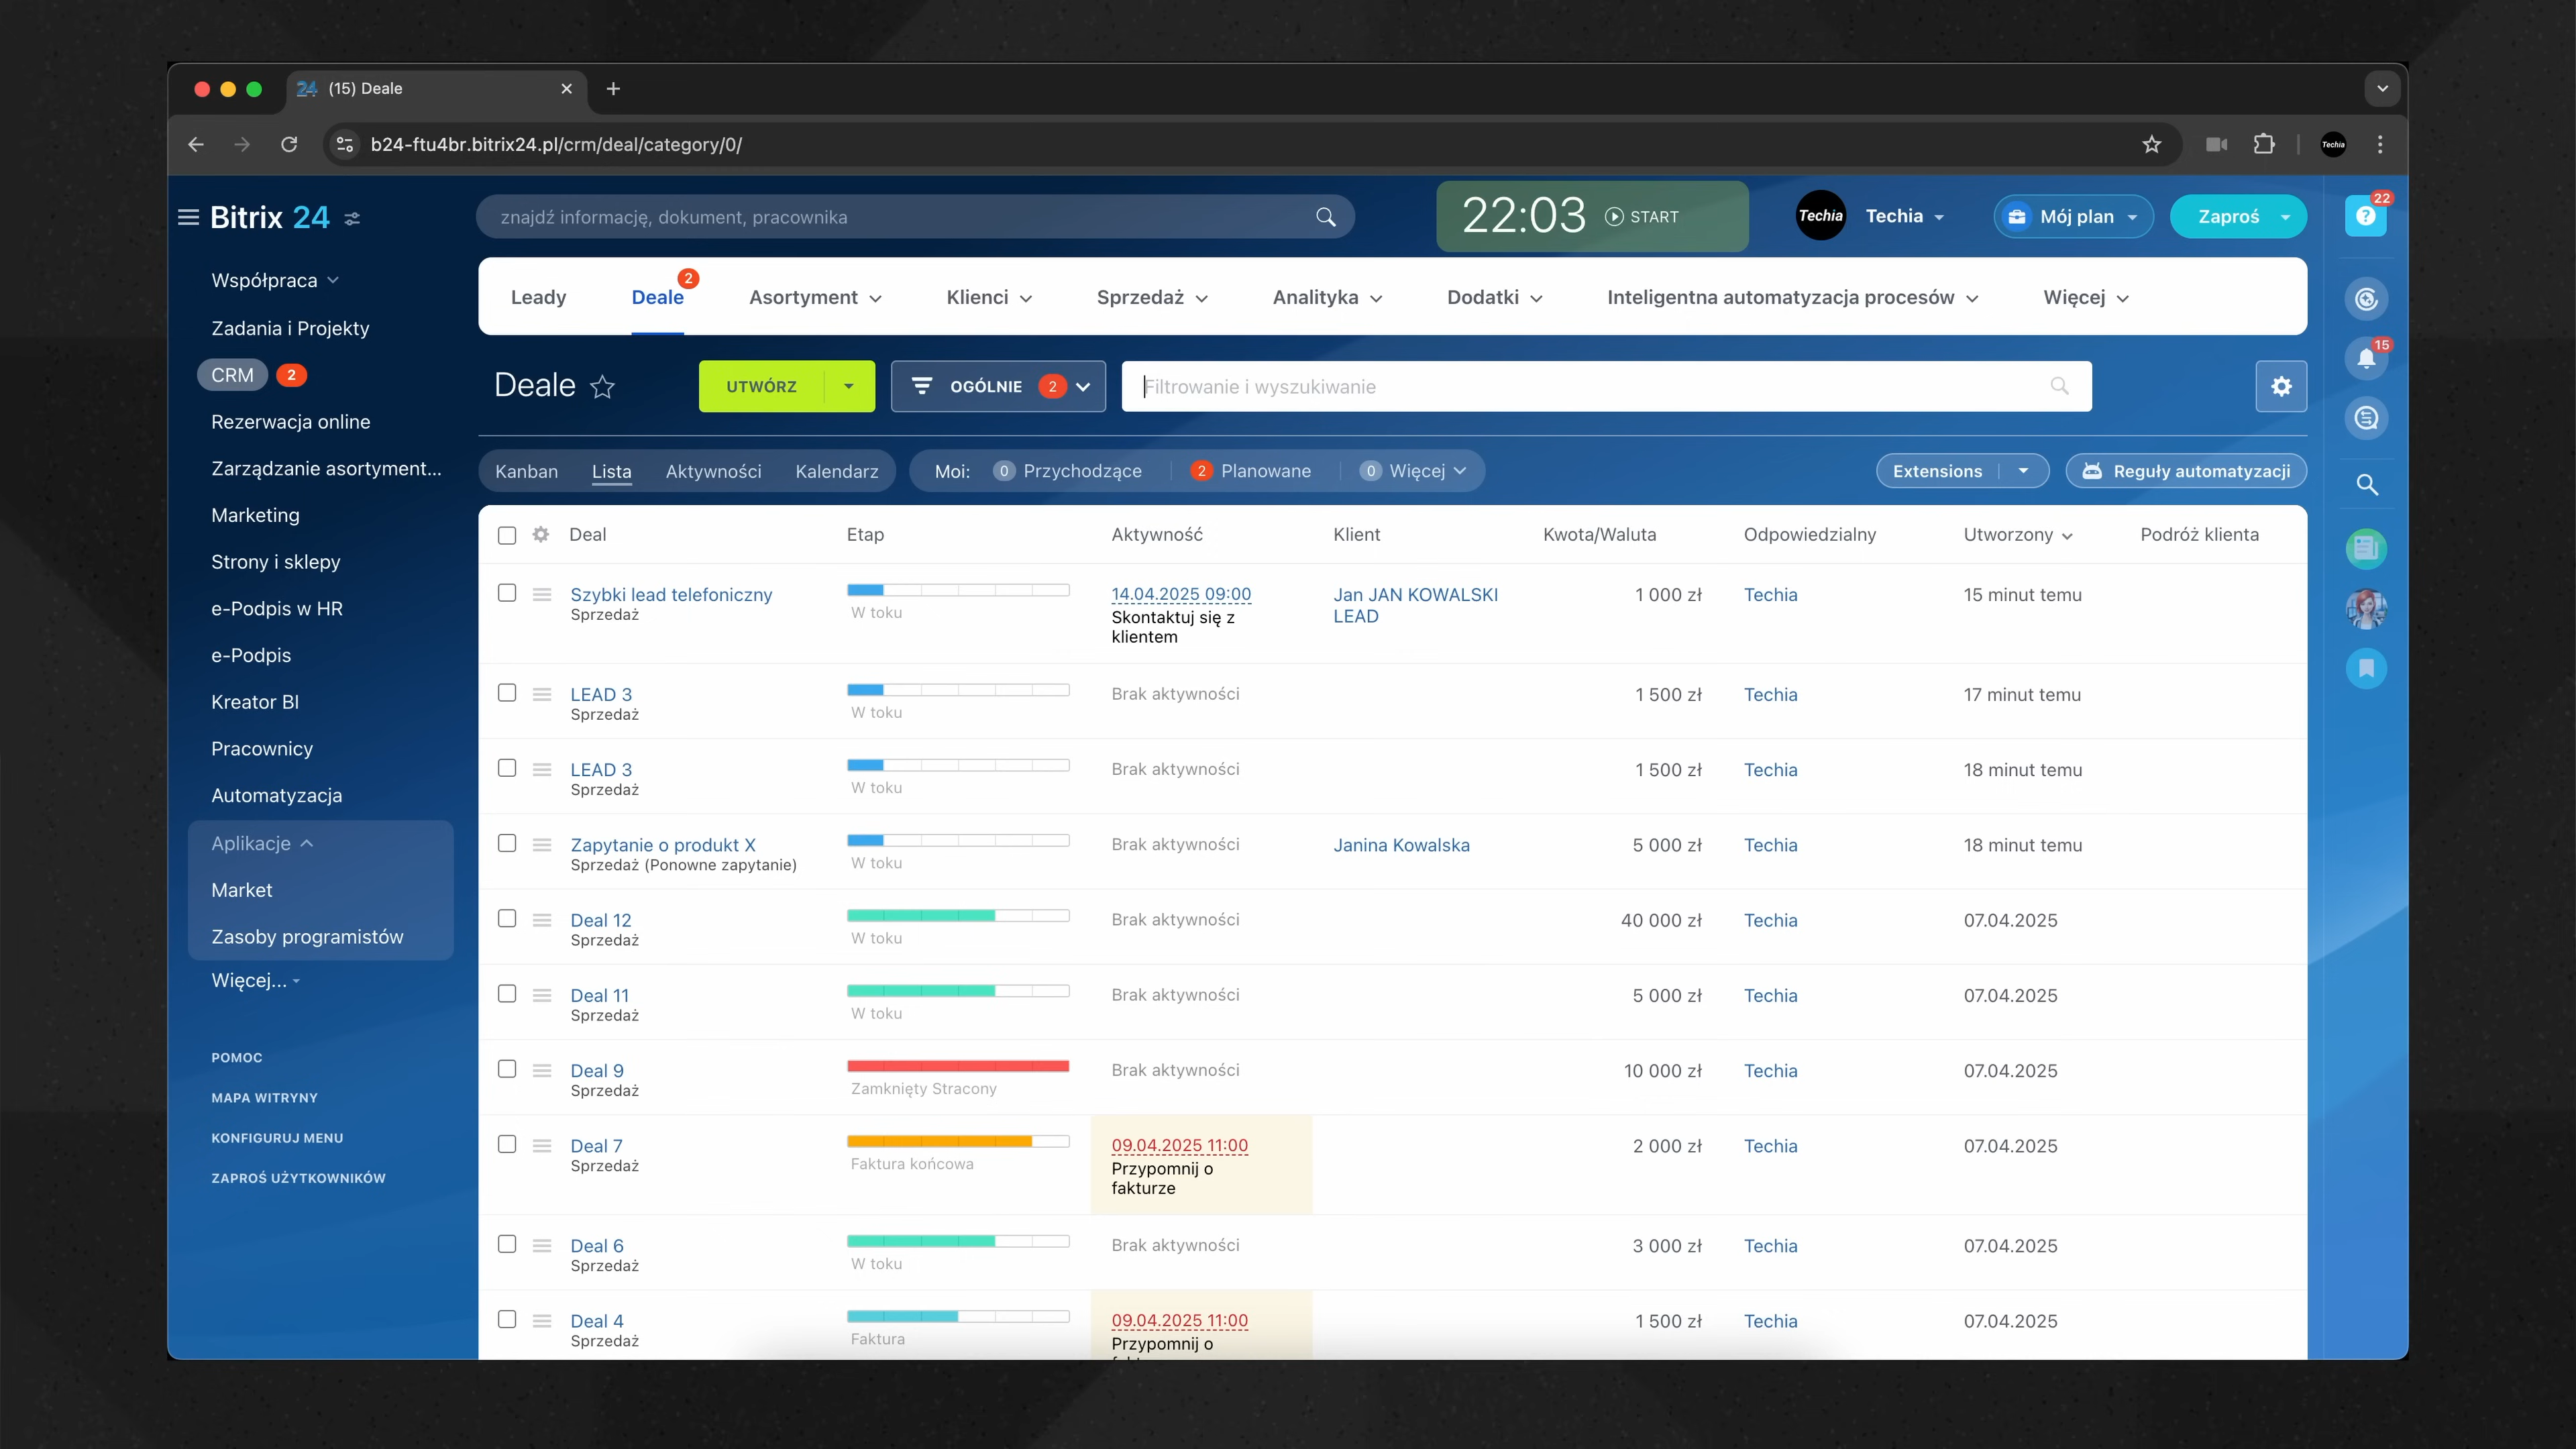 24 (15) Deale
b24-ftu4br.bitrix24.pl/crm/deal/category/0/
Techia
Bitrix 24
znajdź informację, dokument, pracownika
22:03 START
Techia Techia
Mój plan
Zaproś
22
Współpraca
Zadania i Projekty
CRM 2
Rezerwacja online
Zarządzanie asortyment...
Marketing
Strony i sklepy
e-Podpis w HR
e-Podpis
Kreator BI
Pracownicy
Automatyzacja
Aplikacje
Market
Zasoby programistów
Więcej...
POMOC
MAPA WITRYNY
KONFIGURUJ MENU
ZAPROŚ UŻYTKOWNIKÓW
Leady Deale 2 Asortyment Klienci Sprzedaż Analityka Dodatki Inteligentna automatyzacja procesów Więcej
15
Deale UTWÓRZ OGÓLNIE 2 Filtrowanie i wyszukiwanie
Kanban Lista Aktywności Kalendarz Moi: 0 Przychodzące 2 Planowane 0 Więcej Extensions Reguły automatyzacji
Deal Etap Aktywność Klient Kwota/Waluta Odpowiedzialny Utworzony Podróż klienta
Szybki lead telefoniczny 14.04.2025 09:00 Jan JAN KOWALSKI 1 000 zł Techia 15 minut temu
Sprzedaż W toku Skontaktuj się z LEAD
klientem
LEAD 3 Brak aktywności 1 500 zł Techia 17 minut temu
Sprzedaż W toku
LEAD 3 Brak aktywności 1 500 zł Techia 18 minut temu
Sprzedaż W toku
Zapytanie o produkt X Brak aktywności Janina Kowalska 5 000 zł Techia 18 minut temu
Sprzedaż (Ponowne zapytanie) W toku
Deal 12 Brak aktywności 40 000 zł Techia 07.04.2025
Sprzedaż W toku
Deal 11 Brak aktywności 5 000 zł Techia 07.04.2025
Sprzedaż W toku
Deal 9 Brak aktywności 10 000 zł Techia 07.04.2025
Sprzedaż Zamknięty Stracony
Deal 7 09.04.2025 11:00 2 000 zł Techia 07.04.2025
Sprzedaż Faktura końcowa Przypomnij o
fakturze
Deal 6 Brak aktywności 3 000 zł Techia 07.04.2025
Sprzedaż W toku
Deal 4 09.04.2025 11:00 1 500 zł Techia 07.04.2025
Sprzedaż Faktura Przypomnij o